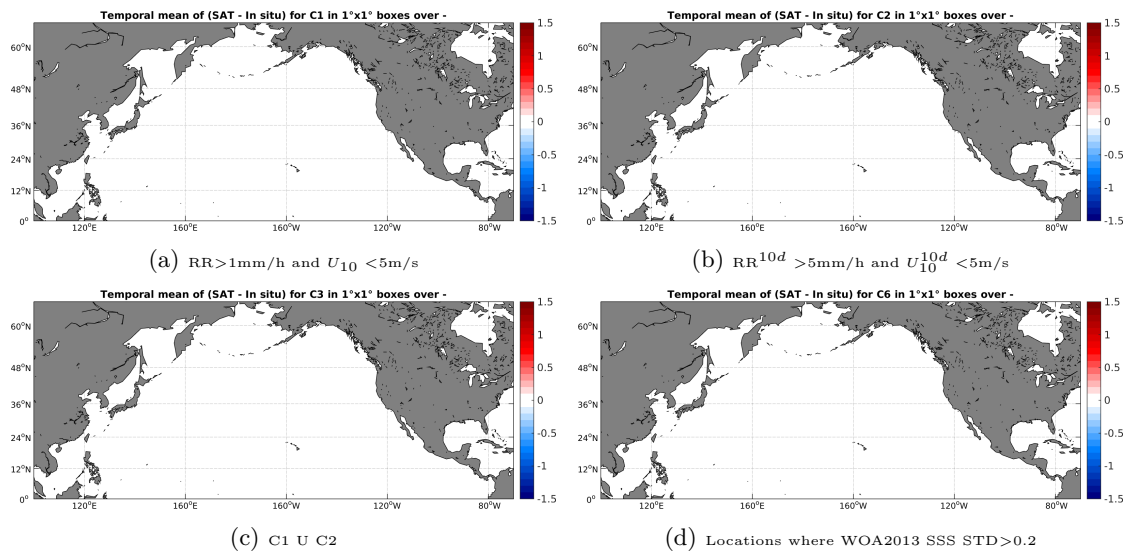 Temporal mean of (SAT - In situ) for C1 in 1°x1° boxes over -
60°N
48°N
36°N
24°N
12°N
0°
120°E
160°E
160°W
120°W
80°W
1.5
1
0.5
0
-0.5
-1
-1.5
(a) RR>1mm/h and U10 <5m/s
Temporal mean of (SAT - In situ) for C2 in 1°x1° boxes over -
60°N
48°N
36°N
24°N
12°N
0°
120°E
160°E
160°W
120°W
80°W
1.5
1
0.5
0
-0.5
-1
-1.5
(b) RR10d >5mm/h and U10d10 <5m/s
Temporal mean of (SAT - In situ) for C3 in 1°x1° boxes over -
60°N
48°N
36°N
24°N
12°N
0°
120°E
160°E
160°W
120°W
80°W
1.5
1
0.5
0
-0.5
-1
-1.5
(c) C1 U C2
Temporal mean of (SAT - In situ) for C6 in 1°x1° boxes over -
60°N
48°N
36°N
24°N
12°N
0°
120°E
160°E
160°W
120°W
80°W
1.5
1
0.5
0
-0.5
-1
-1.5
(d) Locations where WOA2013 SSS STD>0.2